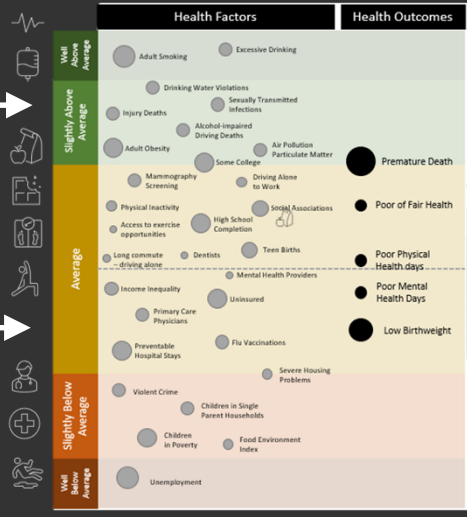 Health Factors
Health Outcomes
Well
Above
Average
Adult Smoking
Excessive Drinking
Slightly Above
Average
Drinking Water Violations
Sexually Transmitted
Infections
Injury Deaths
Alcohol-impaired
Driving Deaths
Adult Obesity
Air Pollution
Particulate Matter
Some College
Premature Death
Average
Mammography
Screening
Driving Alone
to Work
Physical Inactivity
Social Associations
Poor of Fair Health
High School
Completion
Access to exercise
opportunities
Teen Births
Long commute
– driving alone
Dentists
Poor Physical
Health days
Mental Health Providers
Income Inequality
Uninsured
Poor Mental
Health Days
Primary Care
Physicians
Low Birthweight
Preventable
Hospital Stays
Flu Vaccinations
Severe Housing
Problems
Slightly Below
Average
Violent Crime
Children in Single
Parent Households
Children
in Poverty
Food Environment
Index
Well
Below
Average
Unemployment